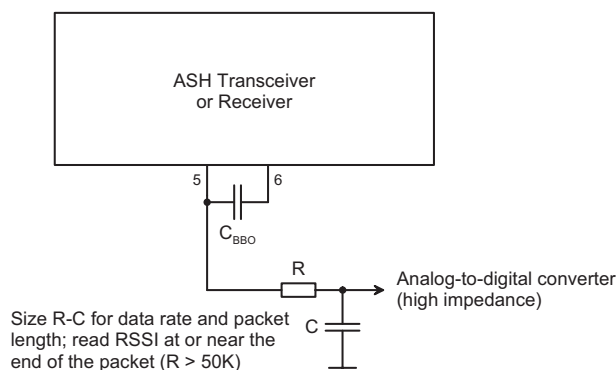 ASH Transceiver
or Receiver
5
6
C_BBO
R
Analog-to-digital converter
(high impedance)
C
Size R-C for data rate and packet
length; read RSSI at or near the
end of the packet (R > 50K)